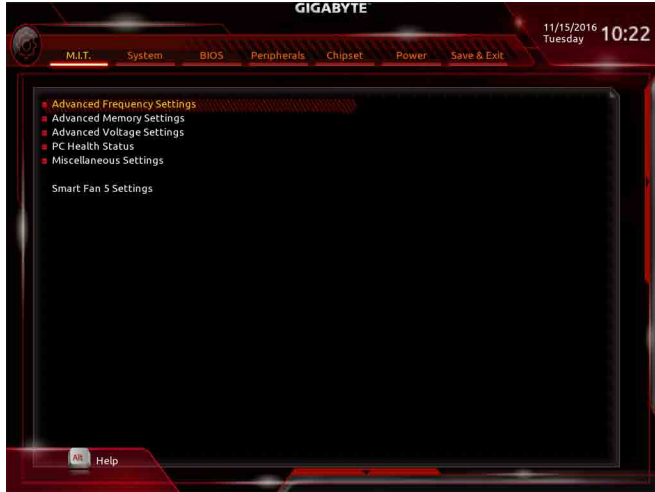 GIGABYTE
11/15/2016 10:22
Tuesday
M.I.T. System BIOS Peripherals Chipset Power Save & Exit
Advanced Frequency Settings
Advanced Memory Settings
Advanced Voltage Settings
PC Health Status
Miscellaneous Settings
Smart Fan 5 Settings
Alt Help